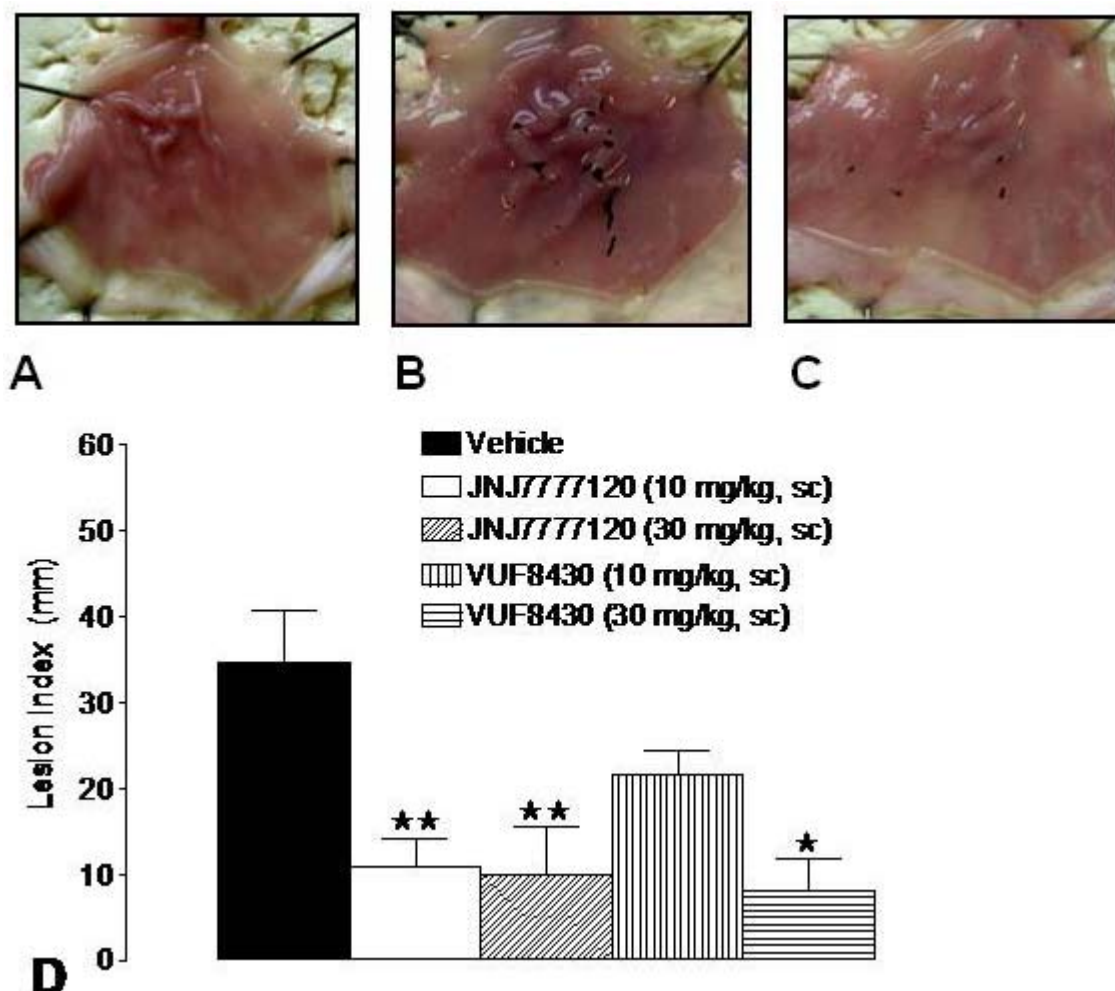 A
B
C
60
50
40
30
20
10
0
Lesion Index (mm)
Vehicle
JNJ7777120 (10 mg/kg, sc)
JNJ7777120 (30 mg/kg, sc)
VUF8430 (10 mg/kg, sc)
VUF8430 (30 mg/kg, sc)
★★
★★
★
D